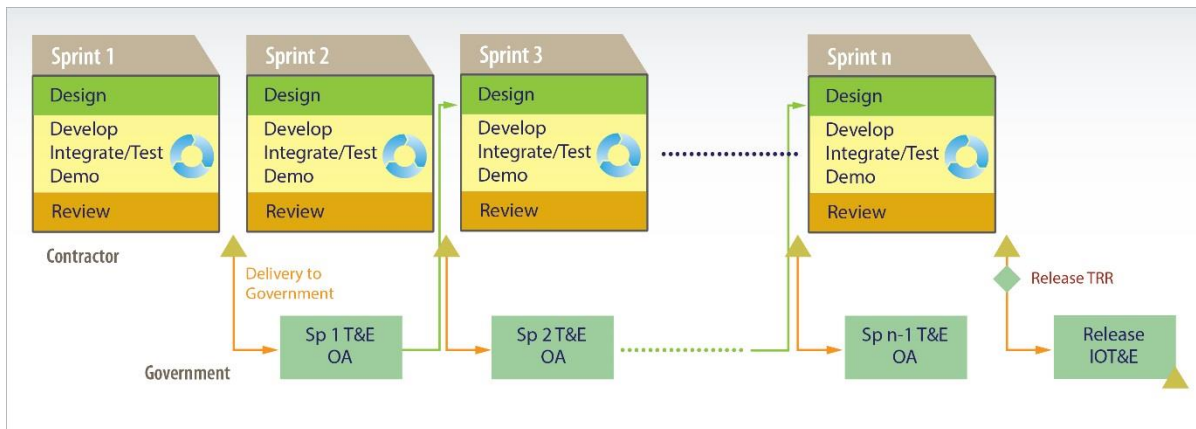 Sprint 1
Design
Develop
Integrate/Test
Demo
Review
Sprint 2
Design
Develop
Integrate/Test
Demo
Review
Sprint 3
Design
Develop
Integrate/Test
Demo
Review
Sprint n
Design
Develop
Integrate/Test
Demo
Review
Contractor
Delivery to
Government
Release TRR
Government
Sp 1 T&E
OA
Sp 2 T&E
OA
Sp n-1 T&E
OA
Release
IOT&E